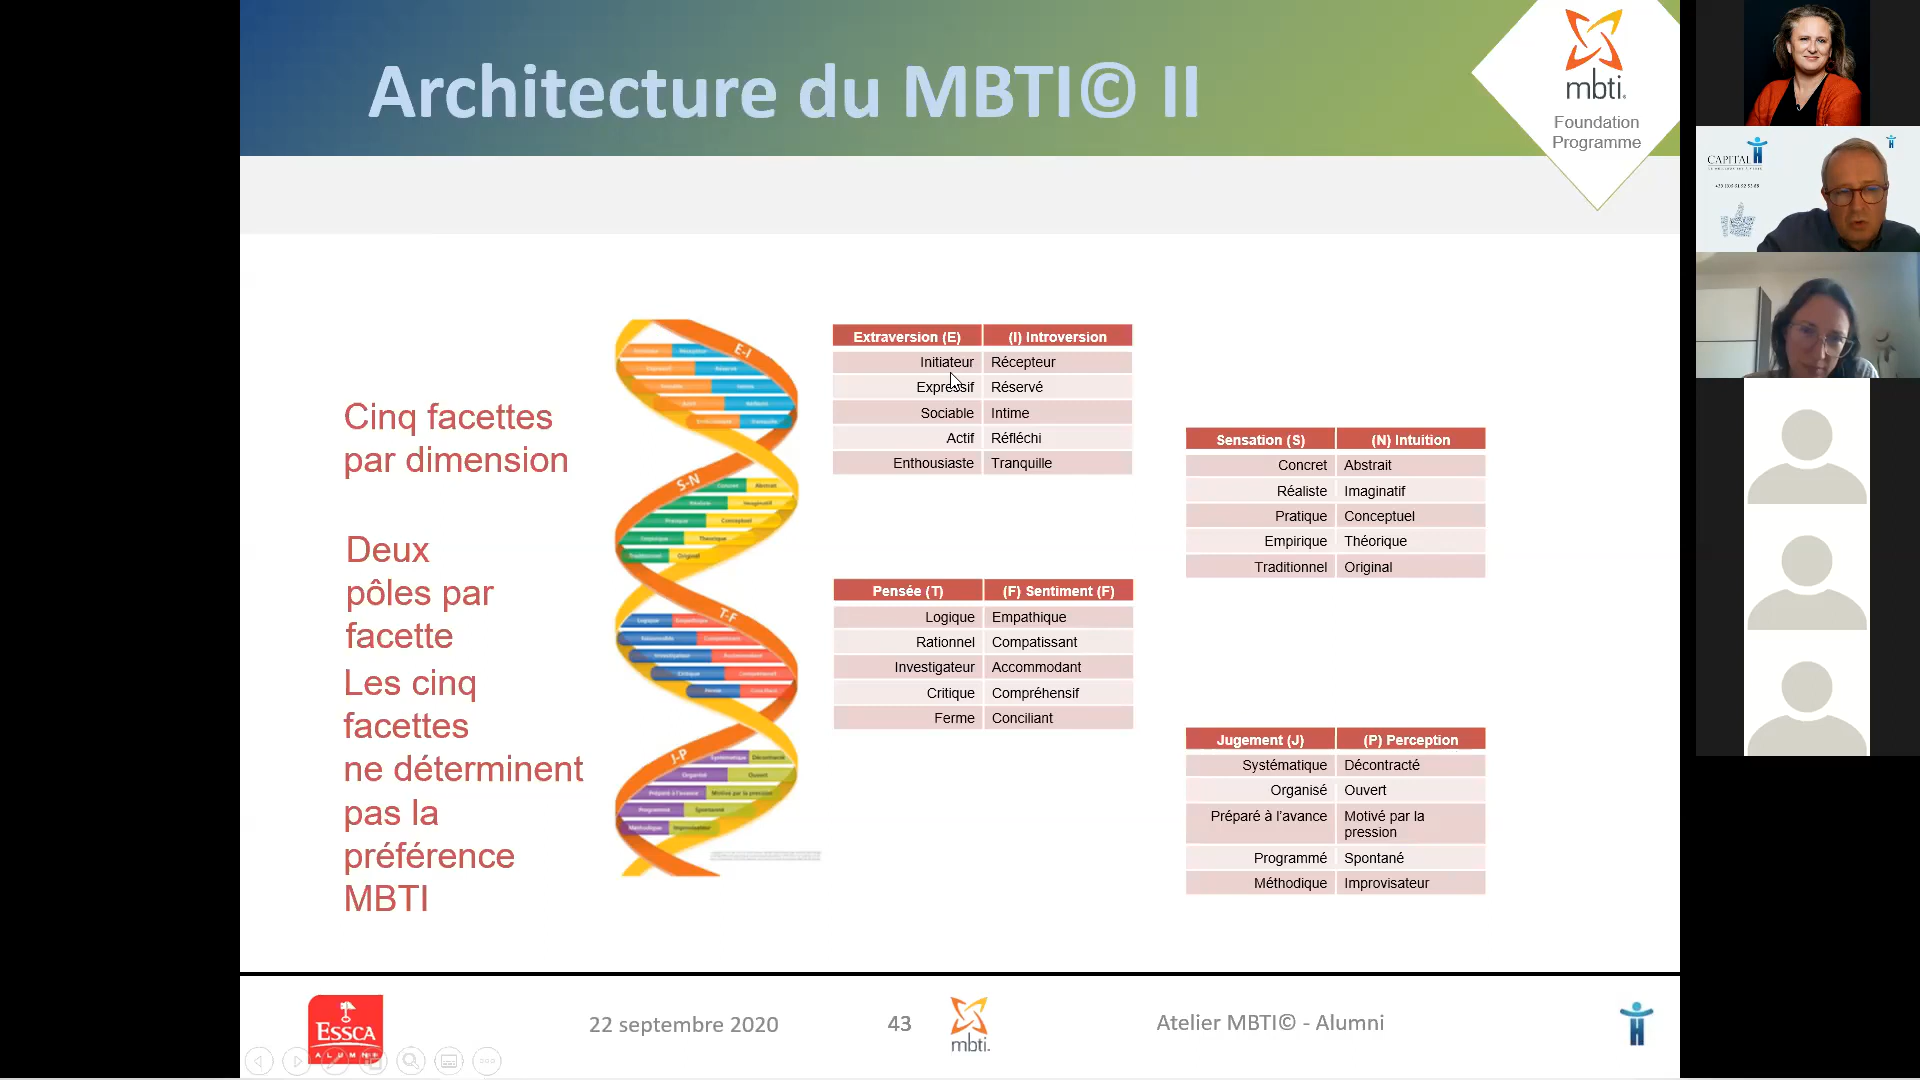 Architecture du MBTI© II
mbti.
Foundation
Programme
CAPITAL H
Cinq facettes
par dimension
Deux
pôles par
facette
Les cinq
facettes
ne déterminent
pas la
préférence
MBTI
E-I
S-N
T-F
J-P
Extraversion (E) (I) Introversion
Initiateur Récepteur
Expressif Réservé
Sociable Intime
Actif Réfléchi
Enthousiaste Tranquille
Sensation (S) (N) Intuition
Concret Abstrait
Réaliste Imaginatif
Pratique Conceptuel
Empirique Théorique
Traditionnel Original
Pensée (T) (F) Sentiment (F)
Logique Empathique
Rationnel Compatissant
Investigateur Accommodant
Critique Compréhensif
Ferme Conciliant
Jugement (J) (P) Perception
Systématique Décontracté
Organisé Ouvert
Préparé à l’avance Motivé par la
pression
Programmé Spontané
Méthodique Improvisateur
ESSCA
ALUMNI
22 septembre 2020
43
mbti.
Atelier MBTI© - Alumni